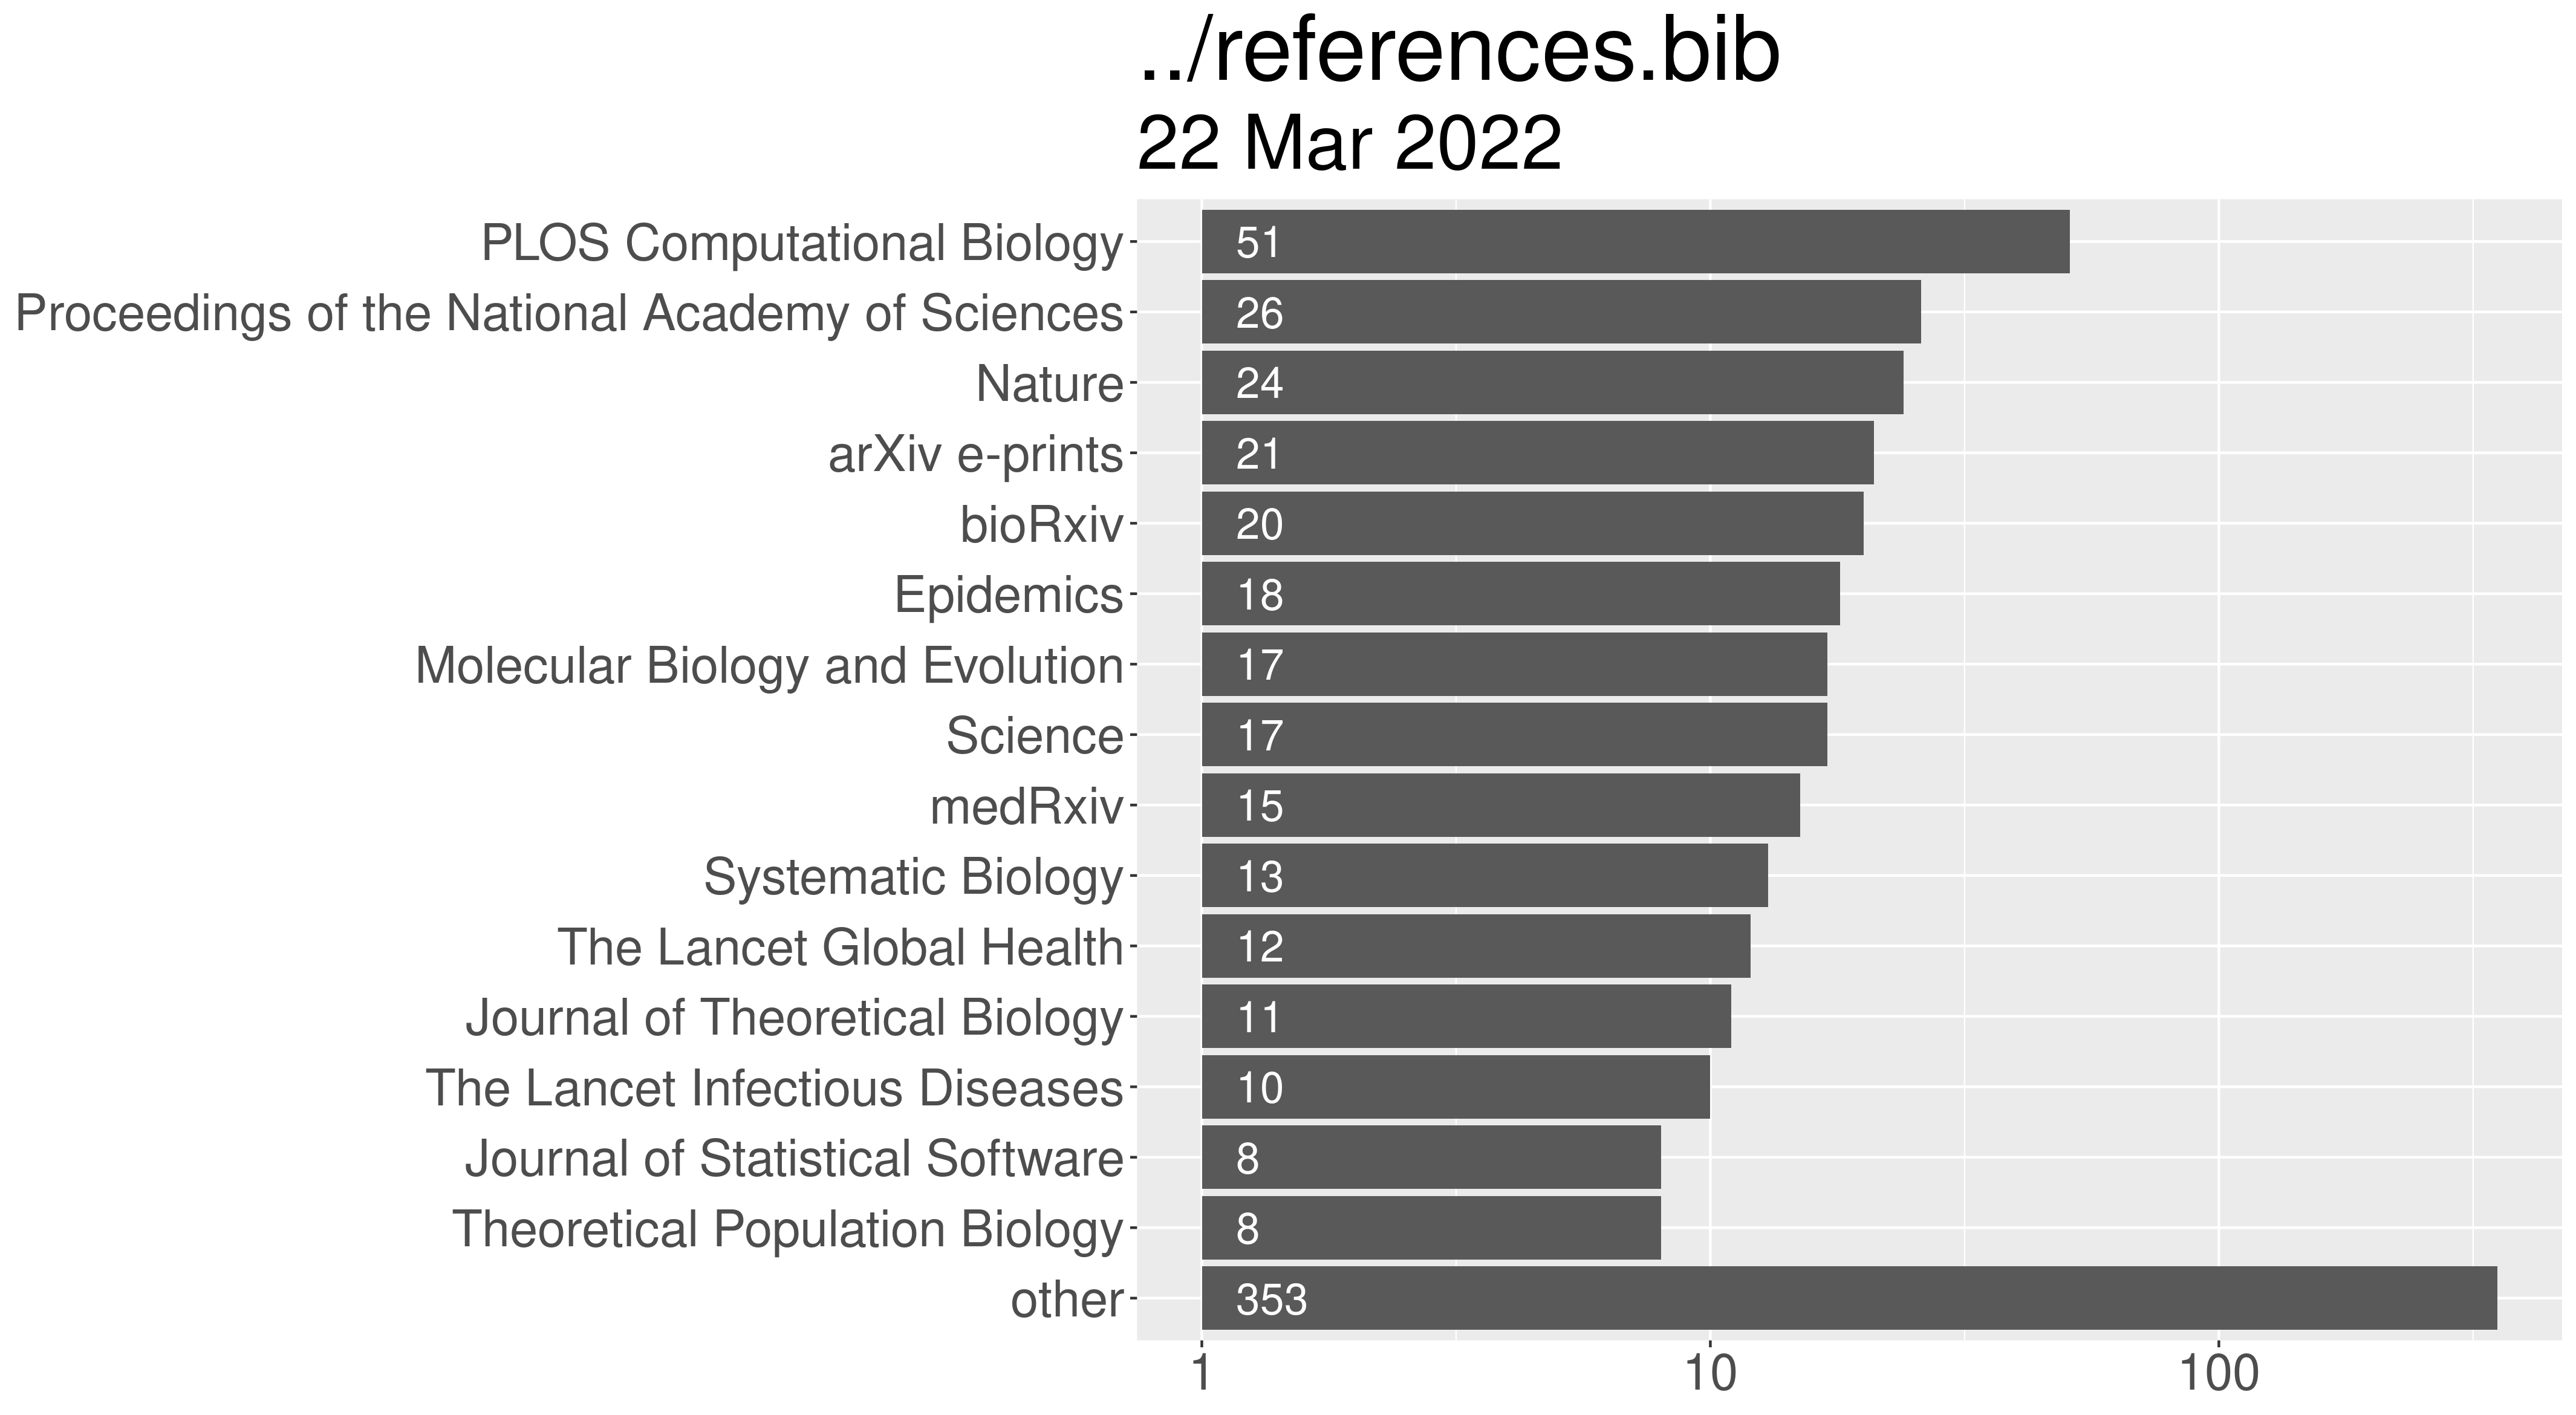 ../references.bib
22 Mar 2022
PLOS Computational Biology 51
Proceedings of the National Academy of Sciences 26
Nature 24
arXiv e-prints 21
bioRxiv 20
Epidemics 18
Molecular Biology and Evolution 17
Science 17
medRxiv 15
Systematic Biology 13
The Lancet Global Health 12
Journal of Theoretical Biology 11
The Lancet Infectious Diseases 10
Journal of Statistical Software 8
Theoretical Population Biology 8
other 353
1 10 100